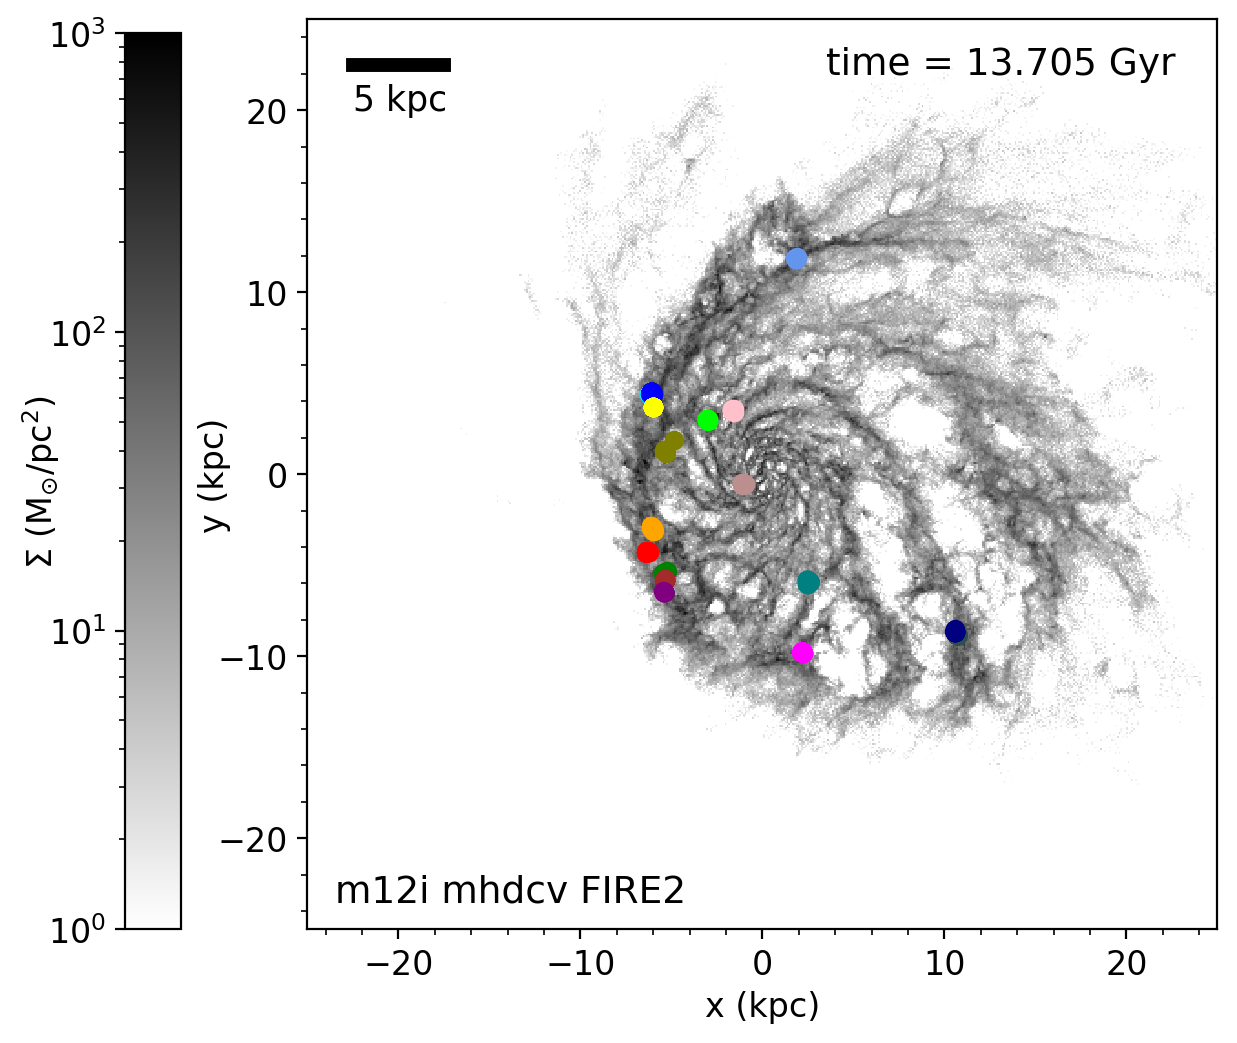 10³
10²
10¹
10⁰
Σ (M⊙/pc²)
y (kpc)
20
10
0
−10
−20
5 kpc
time = 13.705 Gyr
m12i mhdcv FIRE2
−20 −10 0 10 20
x (kpc)